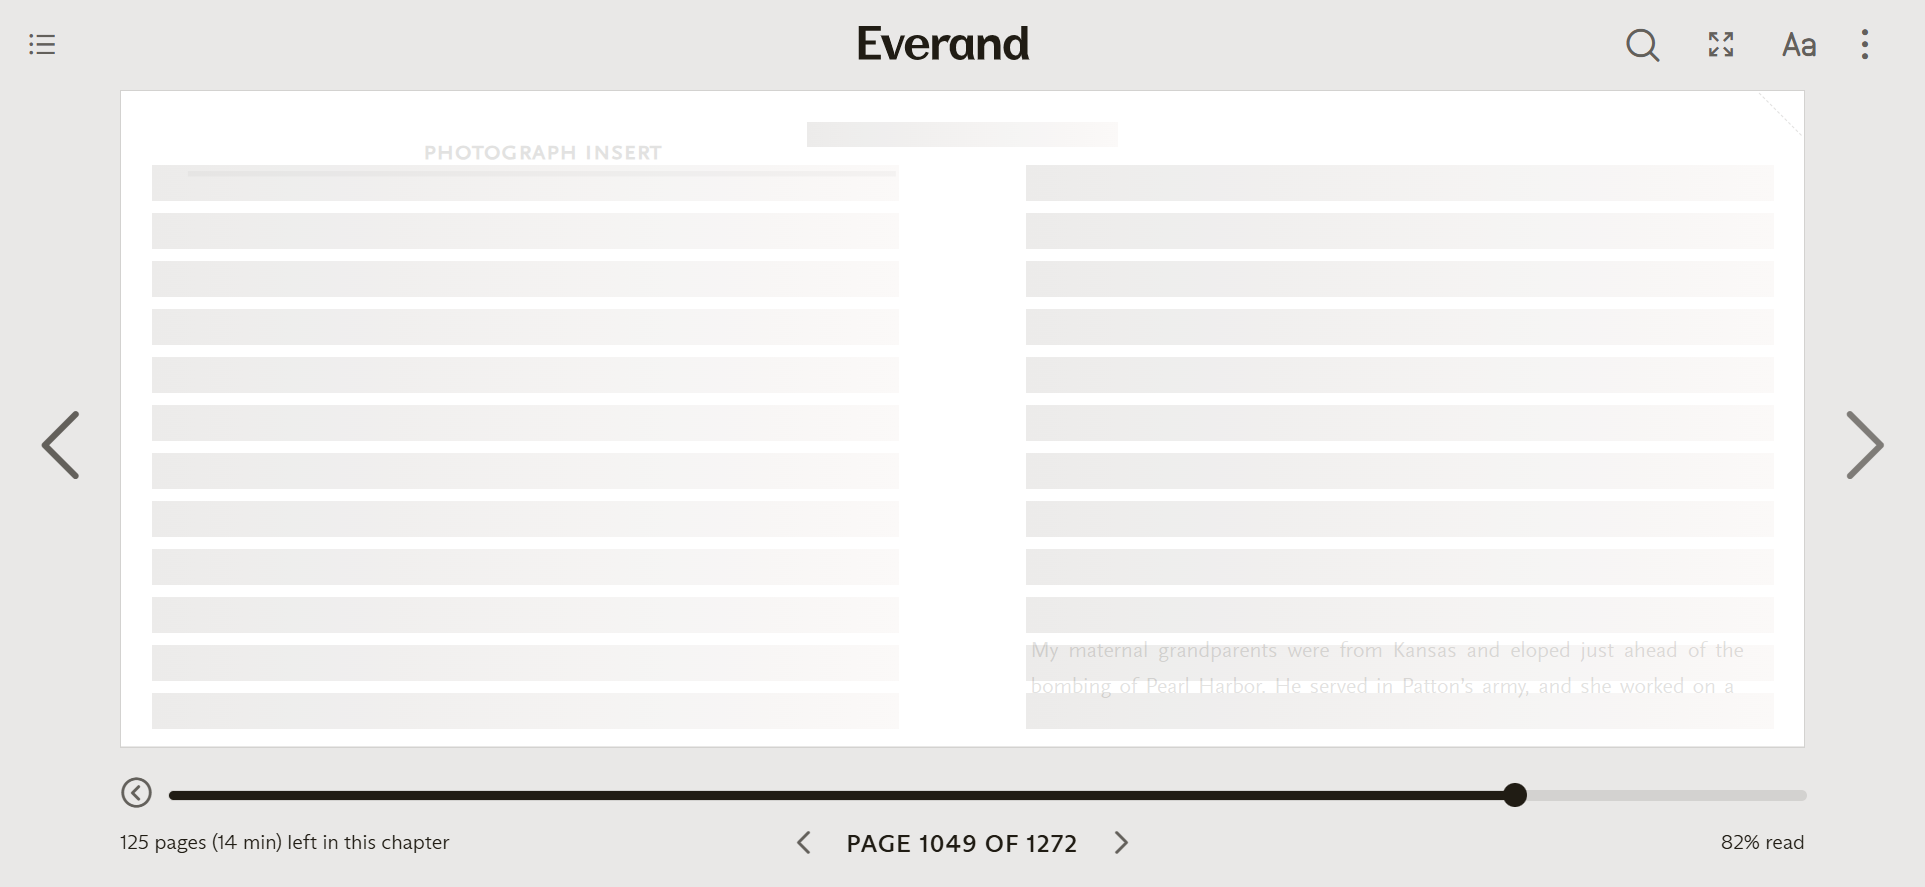 Everand
Aa
PHOTOGRAPH INSERT
My maternal grandparents were from Kansas and eloped just ahead of the
bombing of Pearl Harbor. He served in Patton’s army, and she worked on a
125 pages (14 min) left in this chapter
PAGE 1049 OF 1272
82% read